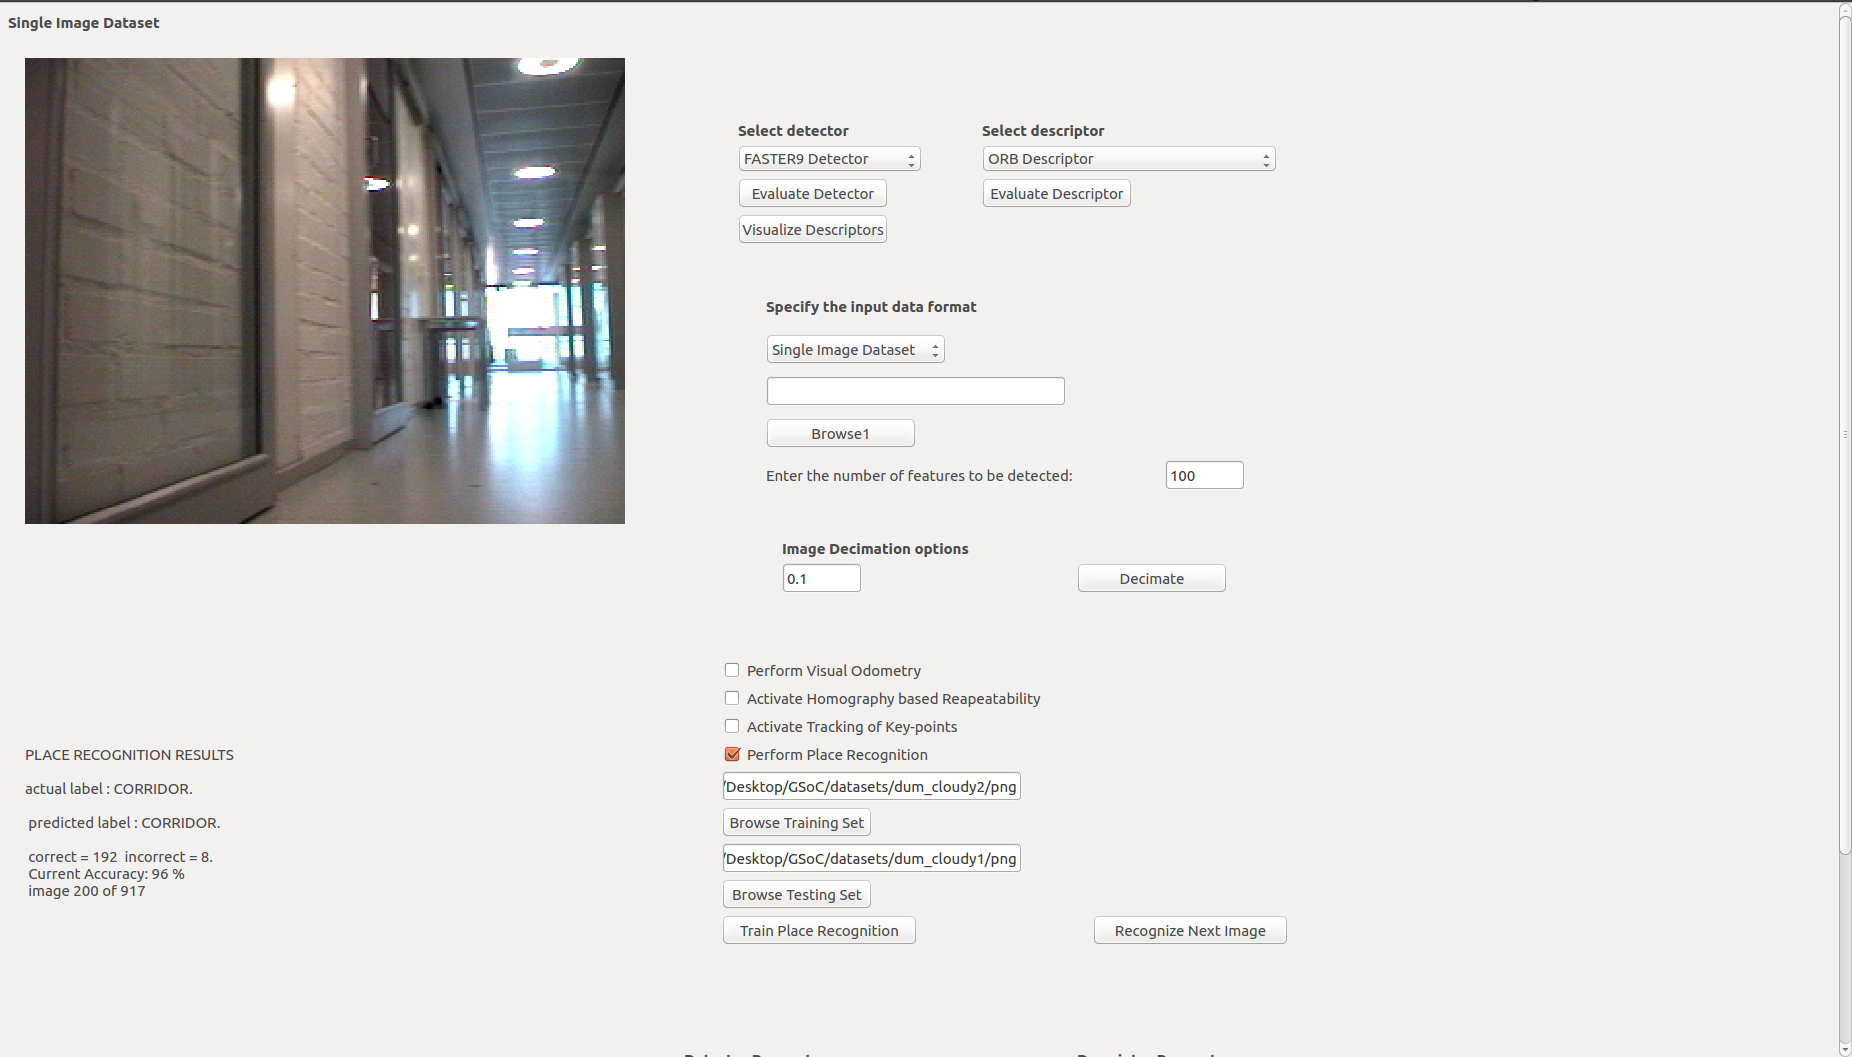 Single Image Dataset
Select detector
Select descriptor
FASTER9 Detector
ORB Descriptor
Evaluate Detector
Evaluate Descriptor
Visualize Descriptors
Specify the input data format
Single Image Dataset
Browse1
Enter the number of features to be detected:
100
Image Decimation options
0.1
Decimate
Perform Visual Odometry
Activate Homography based Reapeatability
Activate Tracking of Key-points
Perform Place Recognition
/Desktop/GSoC/datasets/dum_cloudy2/png
Browse Training Set
/Desktop/GSoC/datasets/dum_cloudy1/png
Browse Testing Set
Train Place Recognition
Recognize Next Image
PLACE RECOGNITION RESULTS
actual label : CORRIDOR.
predicted label : CORRIDOR.
correct = 192 incorrect = 8.
Current Accuracy: 96 %
image 200 of 917